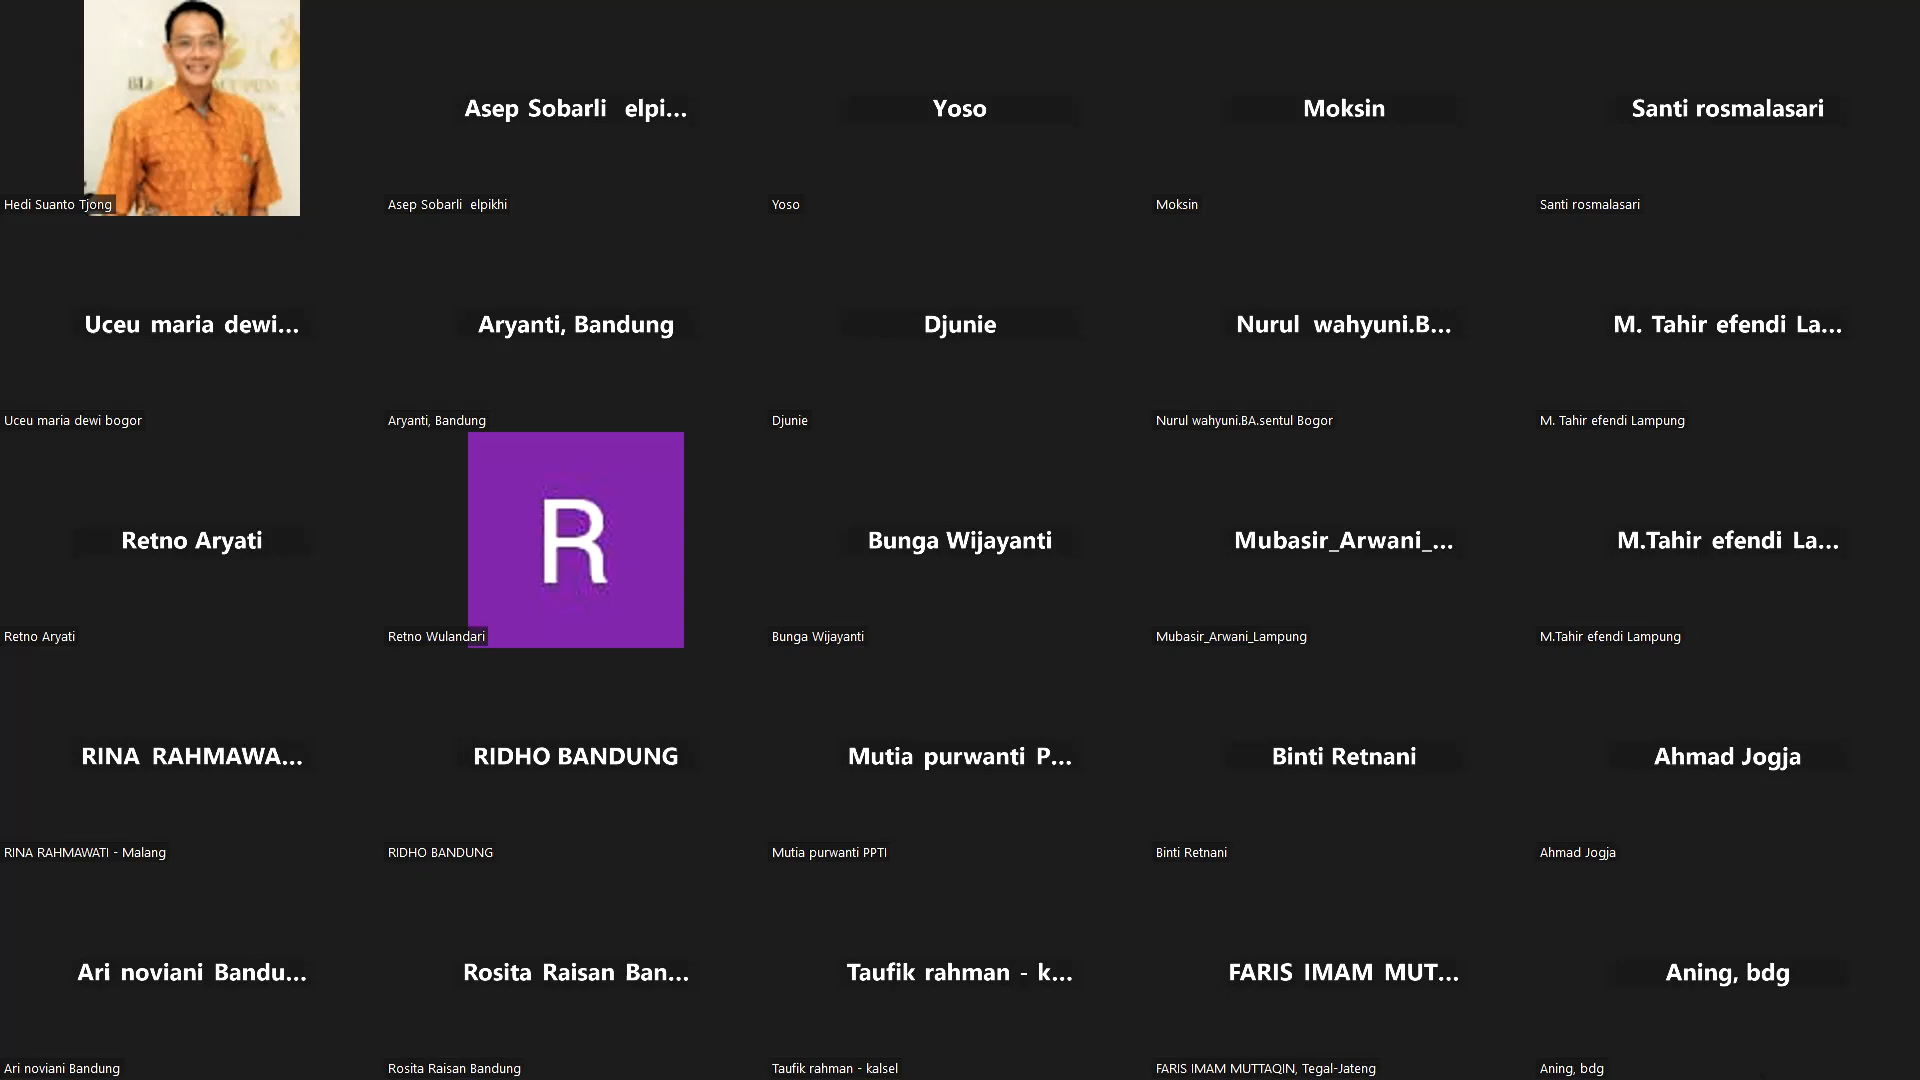 Hedi Suanto Tjong
Asep Sobarli elpi...
Asep Sobarli elpikhi
Yoso
Yoso
Moksin
Moksin
Santi rosmalasari
Santi rosmalasari
Uceu maria dewi...
Uceu maria dewi bogor
Aryanti, Bandung
Aryanti, Bandung
Djunie
Djunie
Nurul wahyuni.B...
Nurul wahyuni.BA.sentul Bogor
M. Tahir efendi La...
M. Tahir efendi Lampung
Retno Aryati
Retno Aryati
R
Retno Wulandari
Bunga Wijayanti
Bunga Wijayanti
Mubasir_Arwani_...
Mubasir_Arwani_Lampung
M.Tahir efendi La...
M.Tahir efendi Lampung
RINA RAHMAWA...
RINA RAHMAWATI - Malang
RIDHO BANDUNG
RIDHO BANDUNG
Mutia purwanti P...
Mutia purwanti PPTI
Binti Retnani
Binti Retnani
Ahmad Jogja
Ahmad Jogja
Ari noviani Bandu...
Ari noviani Bandung
Rosita Raisan Ban...
Rosita Raisan Bandung
Taufik rahman - k...
Taufik rahman - kalsel
FARIS IMAM MUT...
FARIS IMAM MUTTAQIN, Tegal-Jateng
Aning, bdg
Aning, bdg